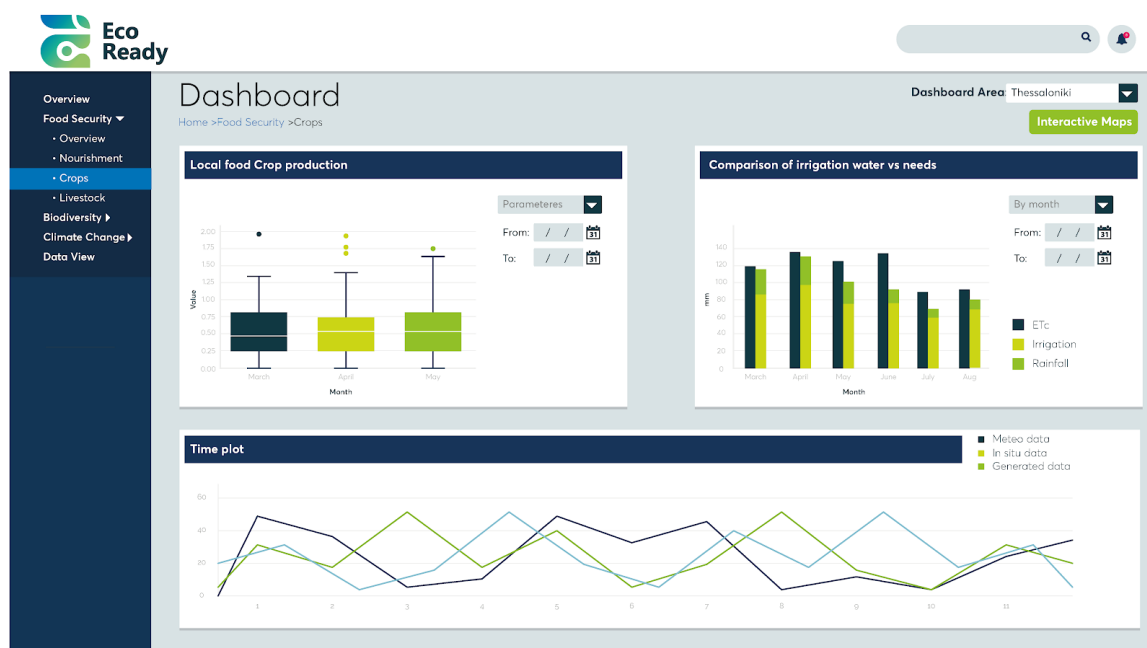 Eco
Ready
Overview
Food Security
• Overview
• Nourishment
• Crops
• Livestock
Biodiversity
Climate Change
Data View
Dashboard
Home >Food Security >Crops
Dashboard Area: Thessaloniki
Interactive Maps
Local food Crop production
Parameteres
From: / / 31
To: / / 31
2.00
1.75
1.50
1.25
1.00
0.75
0.50
0.25
0.00
Value
March April May
Month
Comparison of irrigation water vs needs
By month
From: / / 31
To: / / 31
140
120
100
80
60
40
20
0
mm
March April May June July Aug
Month
ETc
Irrigation
Rainfall
Time plot
Meteo data
In situ data
Generated data
60
40
20
0
1 2 3 4 5 6 7 8 9 10 11